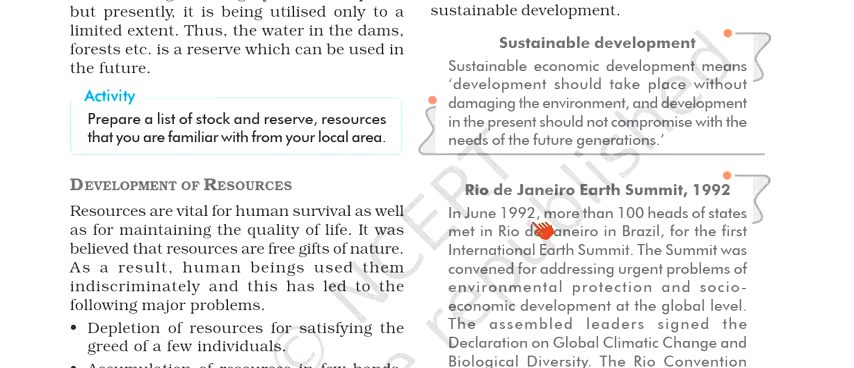 but presently, it is being utilised only to a
limited extent. Thus, the water in the dams,
forests etc. is a reserve which can be used in
the future.
Activity
Prepare a list of stock and reserve, resources
that you are familiar with from your local area.
DEVELOPMENT OF RESOURCES
Resources are vital for human survival as well
as for maintaining the quality of life. It was
believed that resources are free gifts of nature.
As a result, human beings used them
indiscriminately and this has led to the
following major problems.
• Depletion of resources for satisfying the
greed of a few individuals.
• Accumulation of resources in few hands,
sustainable development.
Sustainable development
Sustainable economic development means
‘development should take place without
damaging the environment, and development
in the present should not compromise with the
needs of the future generations.’
Rio de Janeiro Earth Summit, 1992
In June 1992, more than 100 heads of states
met in Rio de Janeiro in Brazil, for the first
International Earth Summit. The Summit was
convened for addressing urgent problems of
environmental protection and socio-
economic development at the global level.
The assembled leaders signed the
Declaration on Global Climatic Change and
Biological Diversity. The Rio Convention
© NCERT
republished